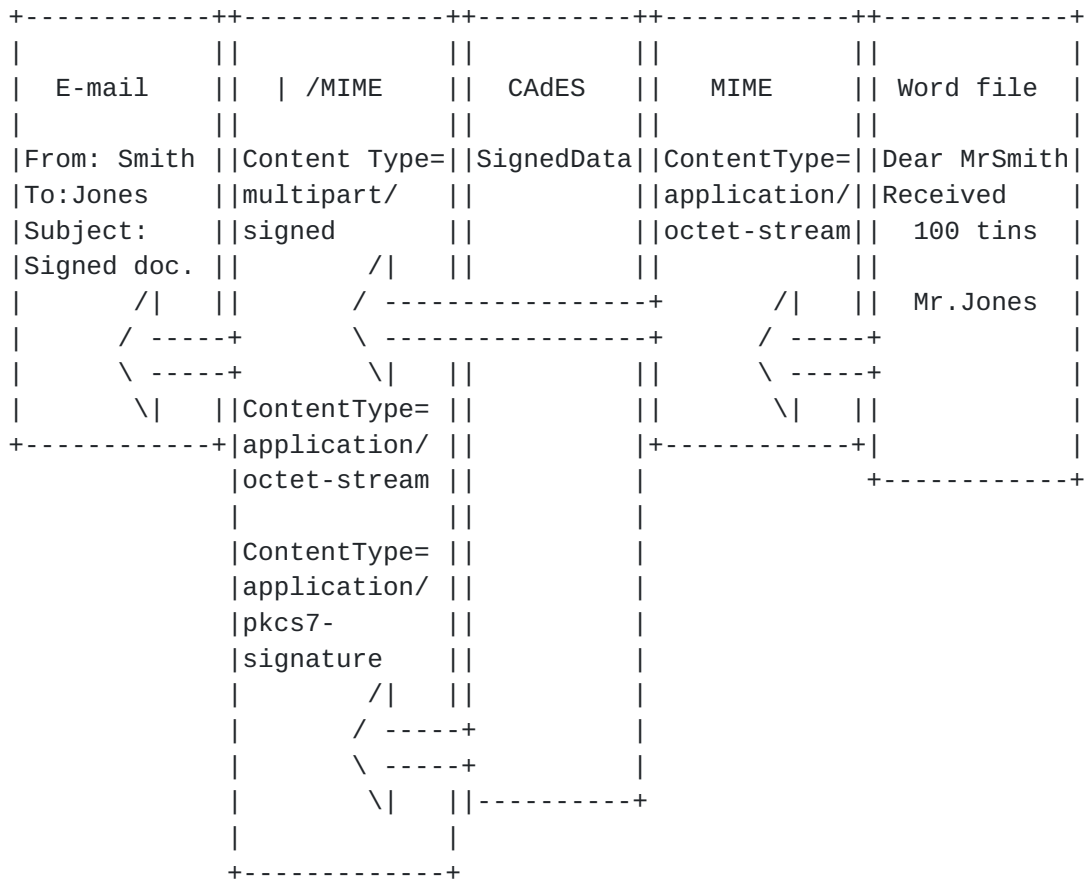 E-mail
From: Smith
To:Jones
Subject:
Signed doc.
| /MIME
Content Type=
multipart/
signed
ContentType=
application/
octet-stream
ContentType=
application/
pkcs7-
signature
CAdES
SignedData
MIME
ContentType=
application/
octet-stream
Word file
Dear MrSmith
Received
100 tins
Mr.Jones